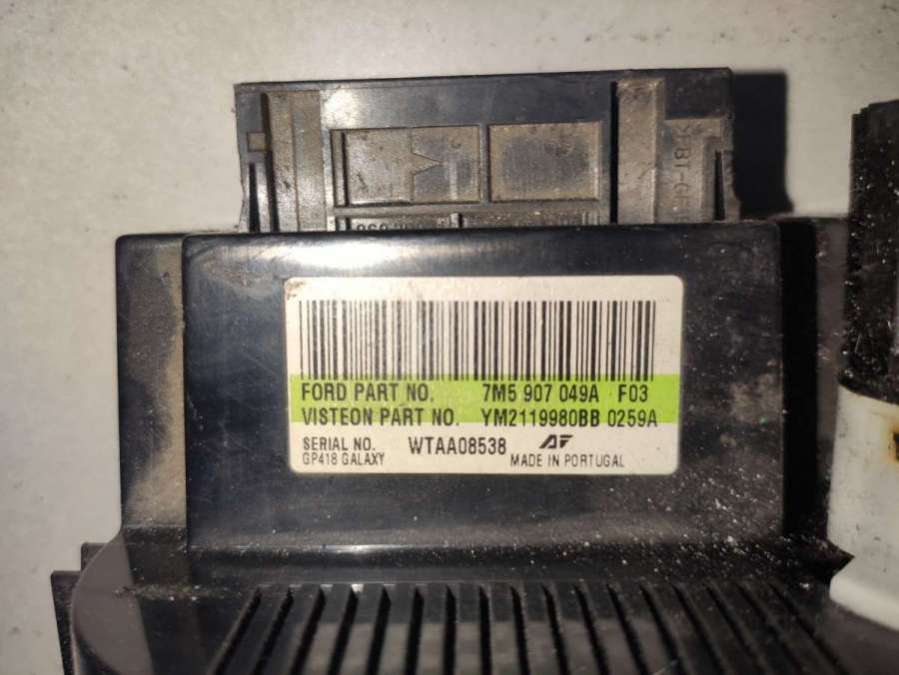 FORD PART NO. 7M5 907 049A F03
VISTEON PART NO. YM2119980BB 0259A
SERIAL NO. WTAA08538 AF
GP418 GALAXY MADE IN PORTUGAL